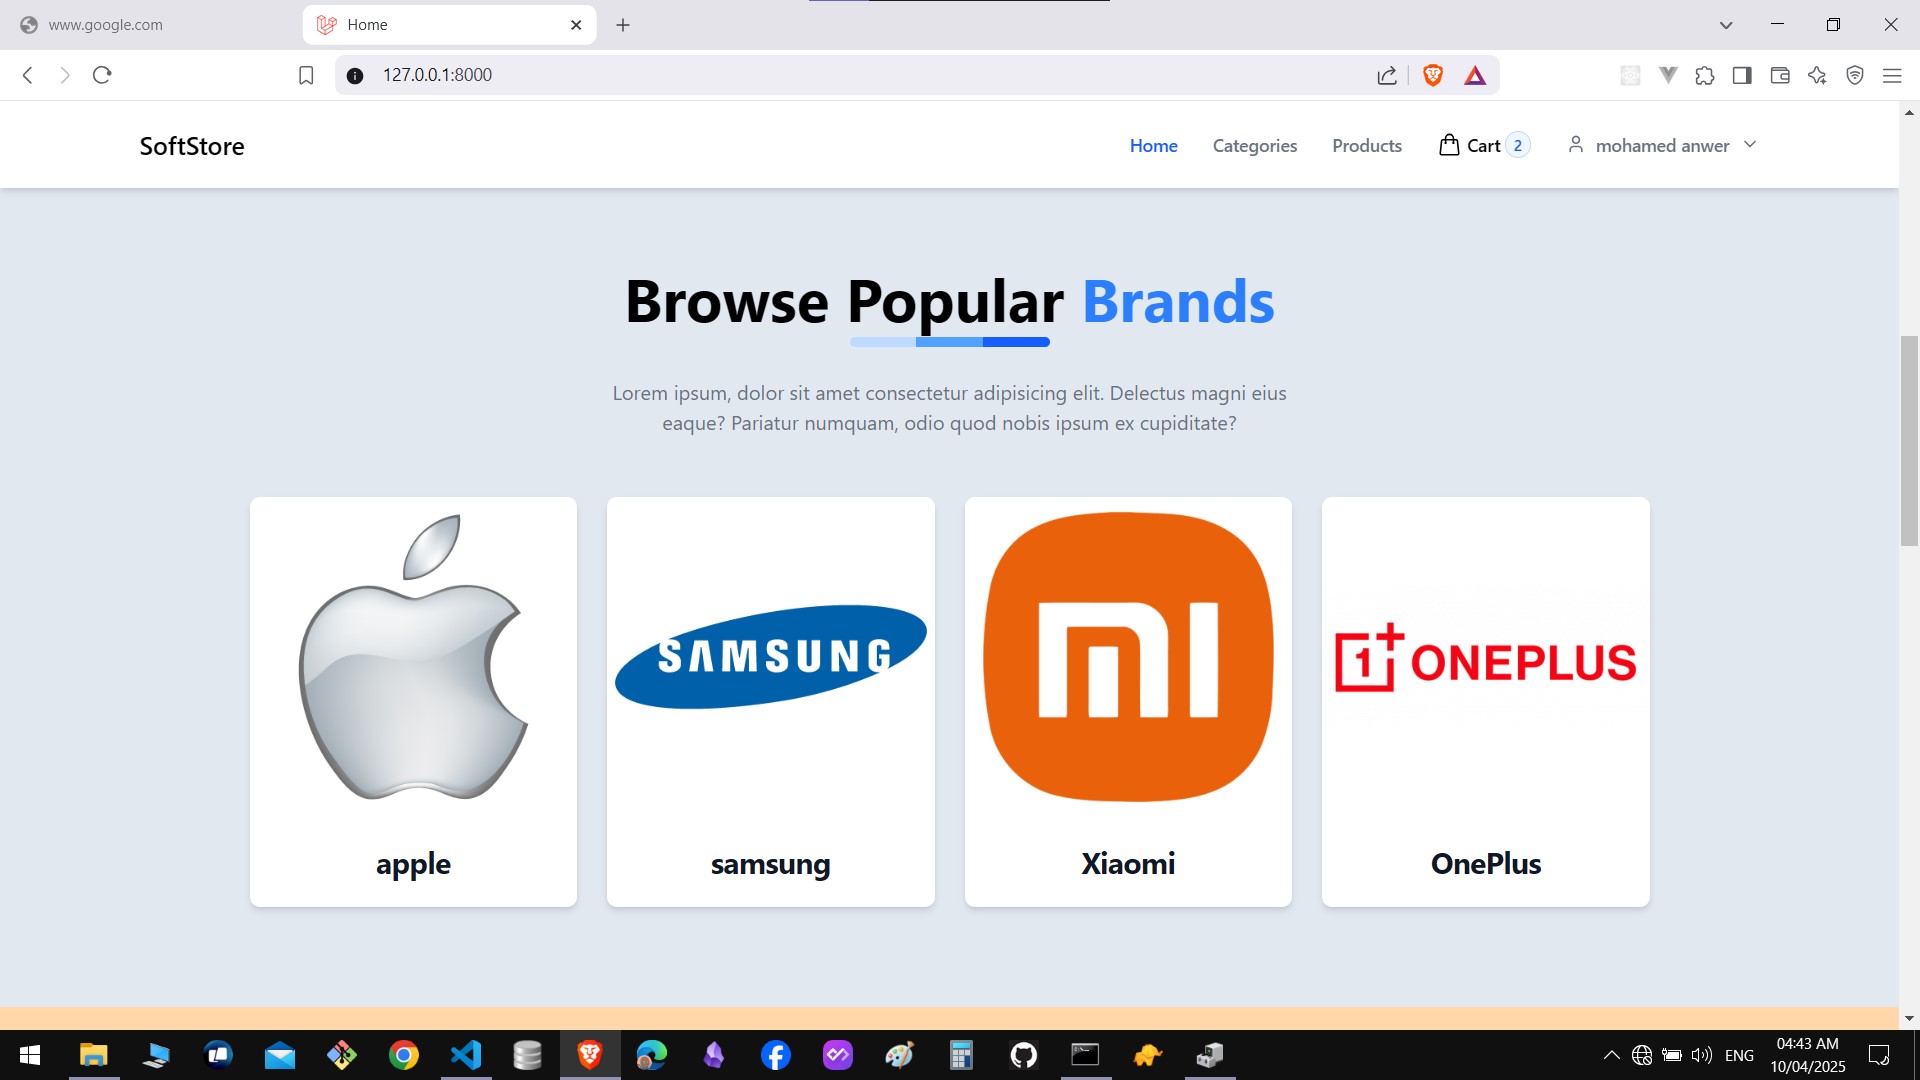 www.google.com
Home
127.0.0.1:8000
SoftStore
Home
Categories
Products
Cart 2
mohamed anwer
Browse Popular Brands
Lorem ipsum, dolor sit amet consectetur adipisicing elit. Delectus magni eius
eaque? Pariatur numquam, odio quod nobis ipsum ex cupiditate?
SAMSUNG
mi
1+ ONEPLUS
apple
samsung
Xiaomi
OnePlus
ENG
04:43 AM
10/04/2025